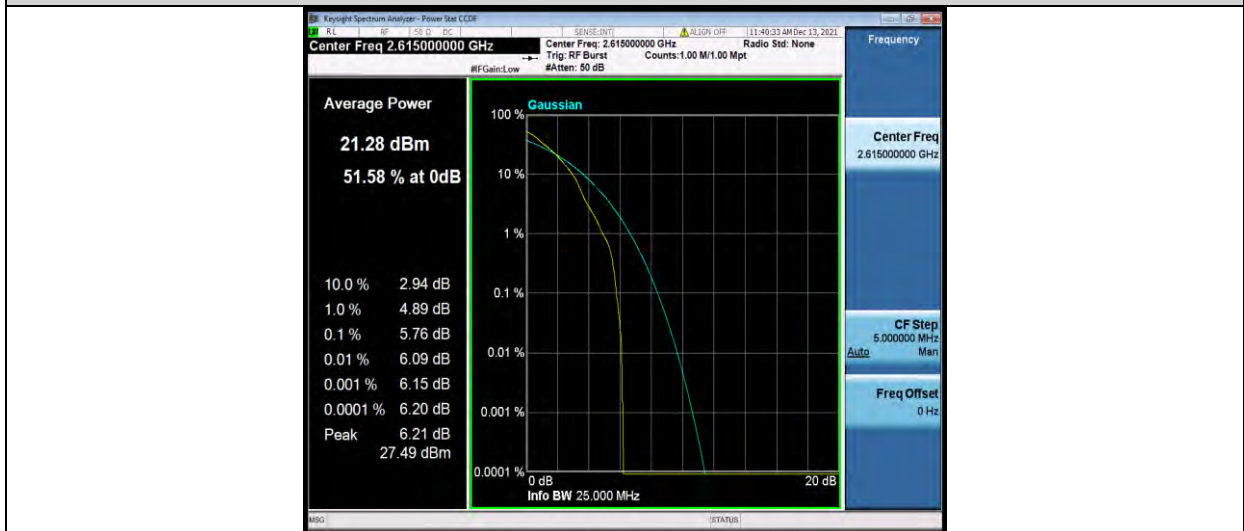 Keysight Spectrum Analyzer - Power Stat CCDF
RL RF 50 Ω DC SENSE:INT ALIGN OFF 11:40:33 AM Dec 13, 2021
Center Freq 2.615000000 GHz
Center Freq: 2.615000000 GHz Radio Std: None
Trig: RF Burst Counts:1.00 M/1.00 Mpt
#IFGain:Low #Atten: 50 dB
Frequency
Average Power
21.28 dBm
51.58 % at 0dB
10.0 % 2.94 dB
1.0 % 4.89 dB
0.1 % 5.76 dB
0.01 % 6.09 dB
0.001 % 6.15 dB
0.0001 % 6.20 dB
Peak 6.21 dB
27.49 dBm
Gaussian
100 %
10 %
1 %
0.1 %
0.01 %
0.001 %
0.0001 %
0 dB 20 dB
Info BW 25.000 MHz
Center Freq
2.615000000 GHz
CF Step
5.000000 MHz
Auto Man
Freq Offset
0 Hz
MSG STATUS